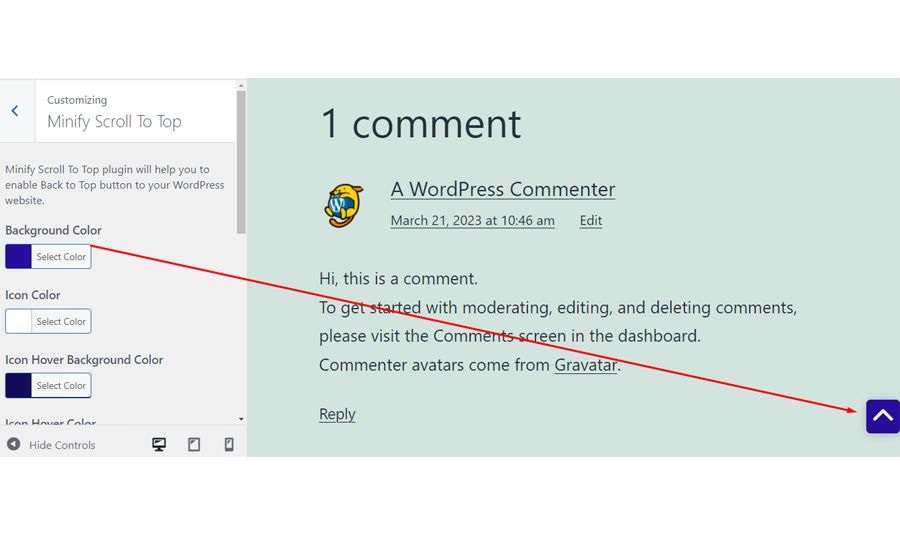 Customizing
Minify Scroll To Top
Minify Scroll To Top plugin will help you to
enable Back to Top button to your WordPress
website.
Background Color
Select Color
Icon Color
Select Color
Icon Hover Background Color
Select Color
Icon Hover Color
Hide Controls
1 comment
A WordPress Commenter
March 21, 2023 at 10:46 am Edit
Hi, this is a comment.
To get started with moderating, editing, and deleting comments,
please visit the Comments screen in the dashboard.
Commenter avatars come from Gravatar.
Reply